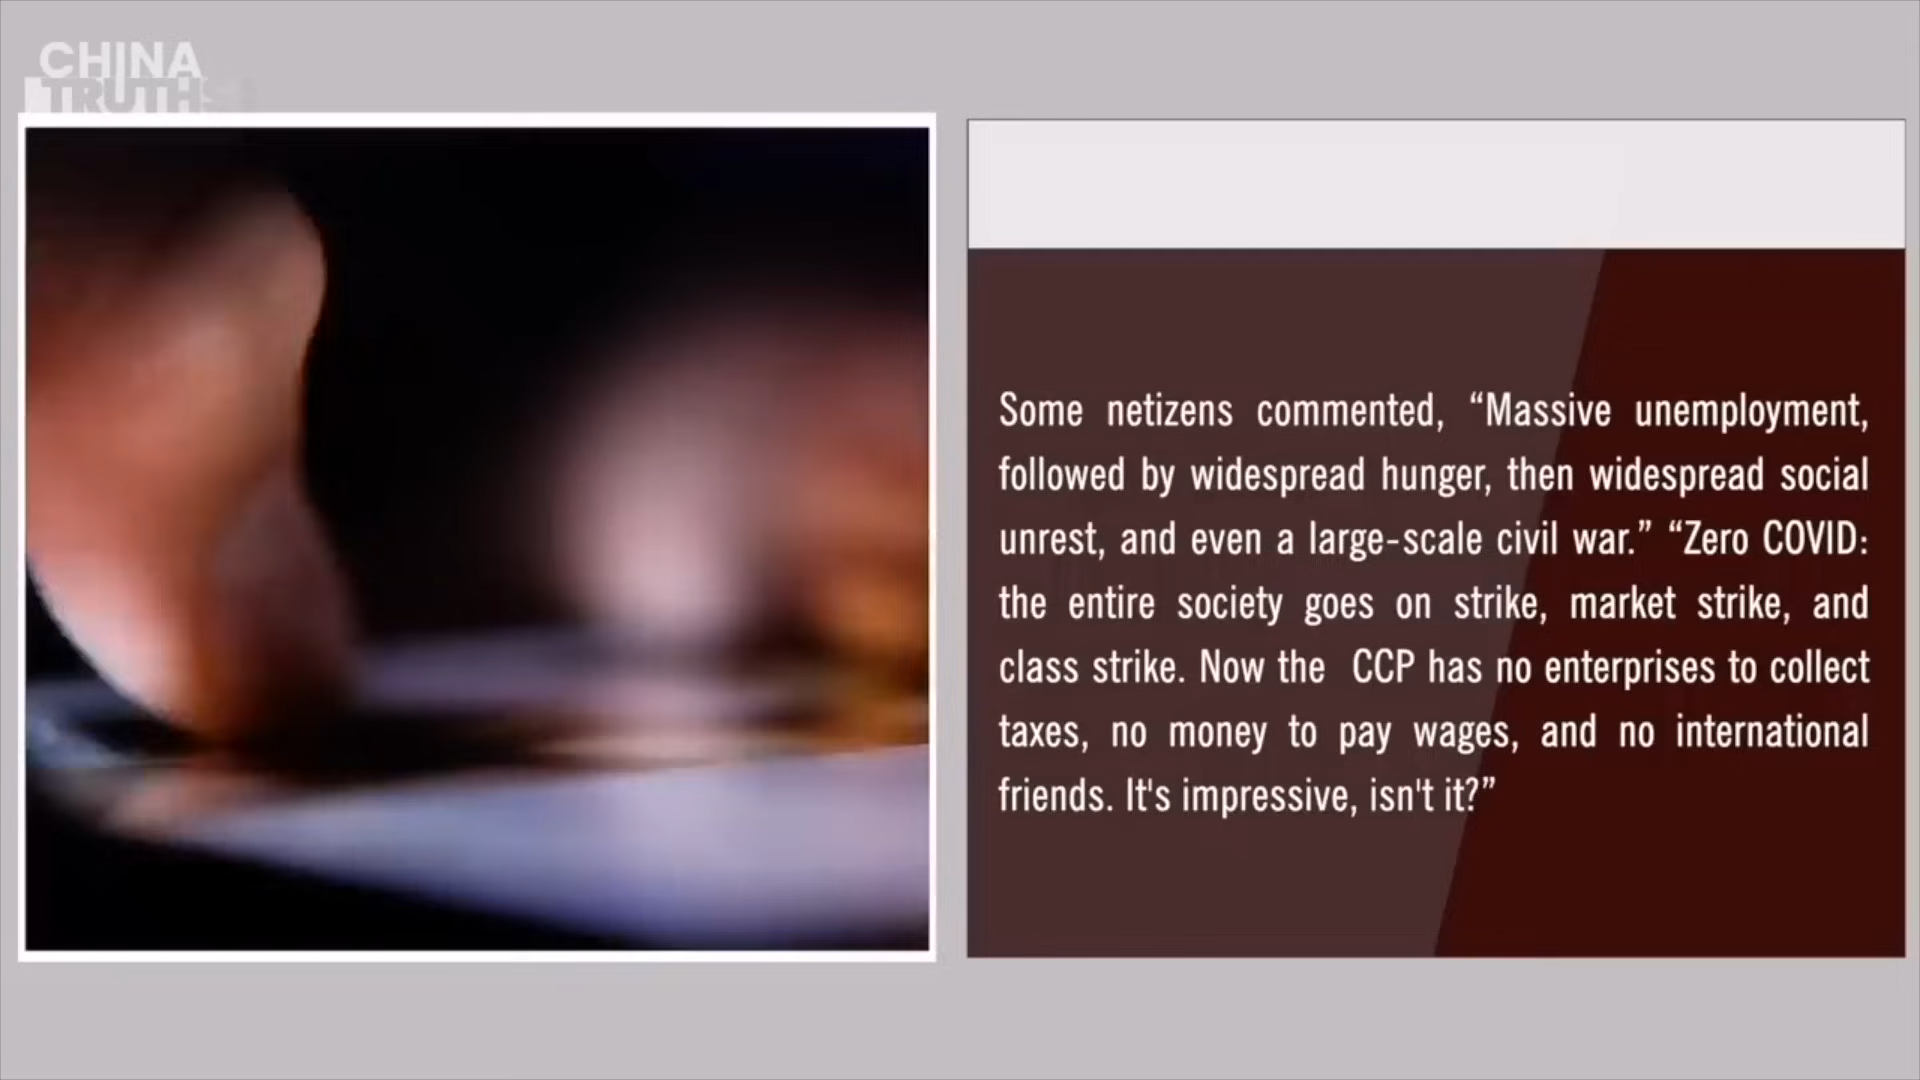 CHINA
TRUTHS
Some netizens commented, “Massive unemployment,
followed by widespread hunger, then widespread social
unrest, and even a large-scale civil war.” “Zero COVID:
the entire society goes on strike, market strike, and
class strike. Now the CCP has no enterprises to collect
taxes, no money to pay wages, and no international
friends. It's impressive, isn't it?”